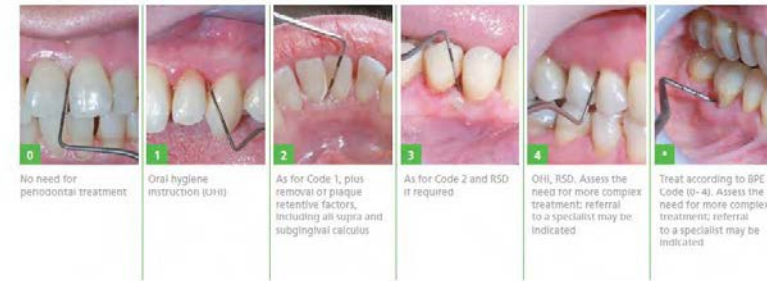 0
No need for
periodontal treatment
1
Oral hygiene
instruction (OHI)
2
As for Code 1, plus
removal of plaque
retentive factors,
including all supra and
subgingival calculus
3
As for Code 2 and RSD
if required
4
OHI, RSD. Assess the
need for more complex
treatment; referral
to a specialist may be
indicated
*
Treat according to BPE
Code (0-4). Assess the
need for more complex
treatment; referral
to a specialist may be
indicated